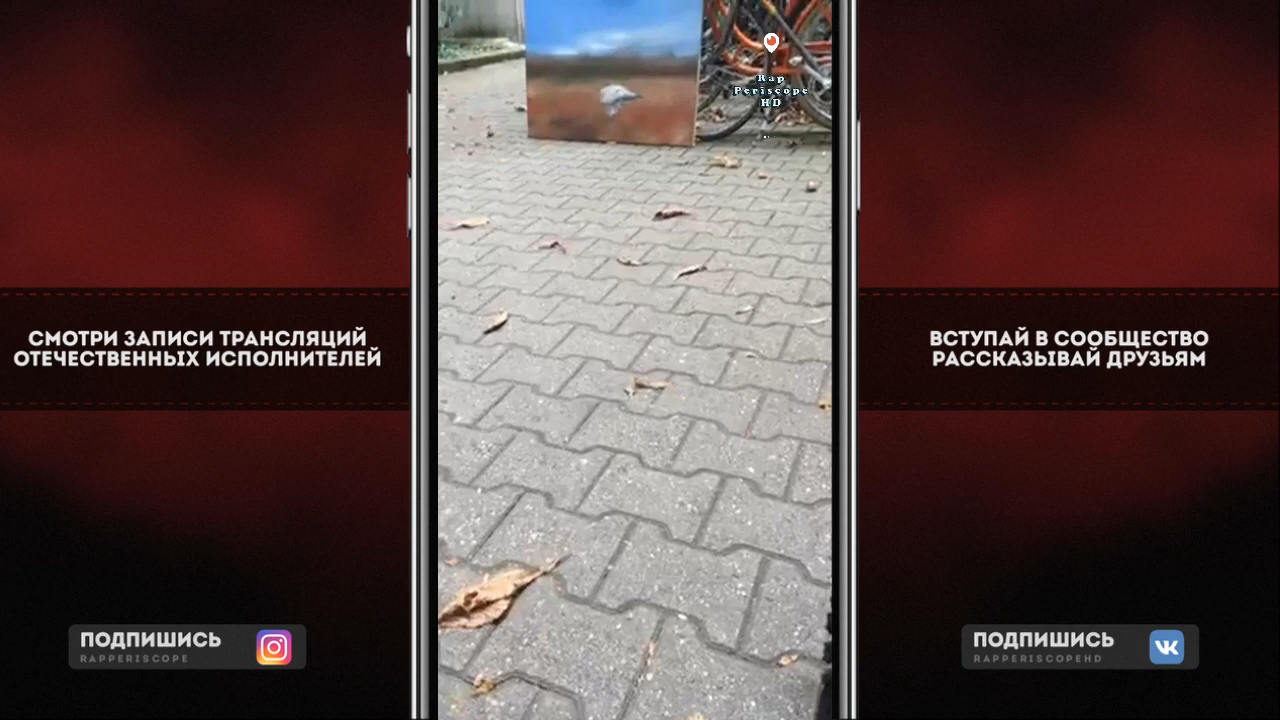 Rap
Periscope
HD
СМОТРИ ЗАПИСИ ТРАНСЛЯЦИЙ
ОТЕЧЕСТВЕННЫХ ИСПОЛНИТЕЛЕЙ
ВСТУПАЙ В СООБЩЕСТВО
РАССКАЗЫВАЙ ДРУЗЬЯМ
ПОДПИШИСЬ
RAPPERISCOPE
ПОДПИШИСЬ
RAPPERISCOPEHD